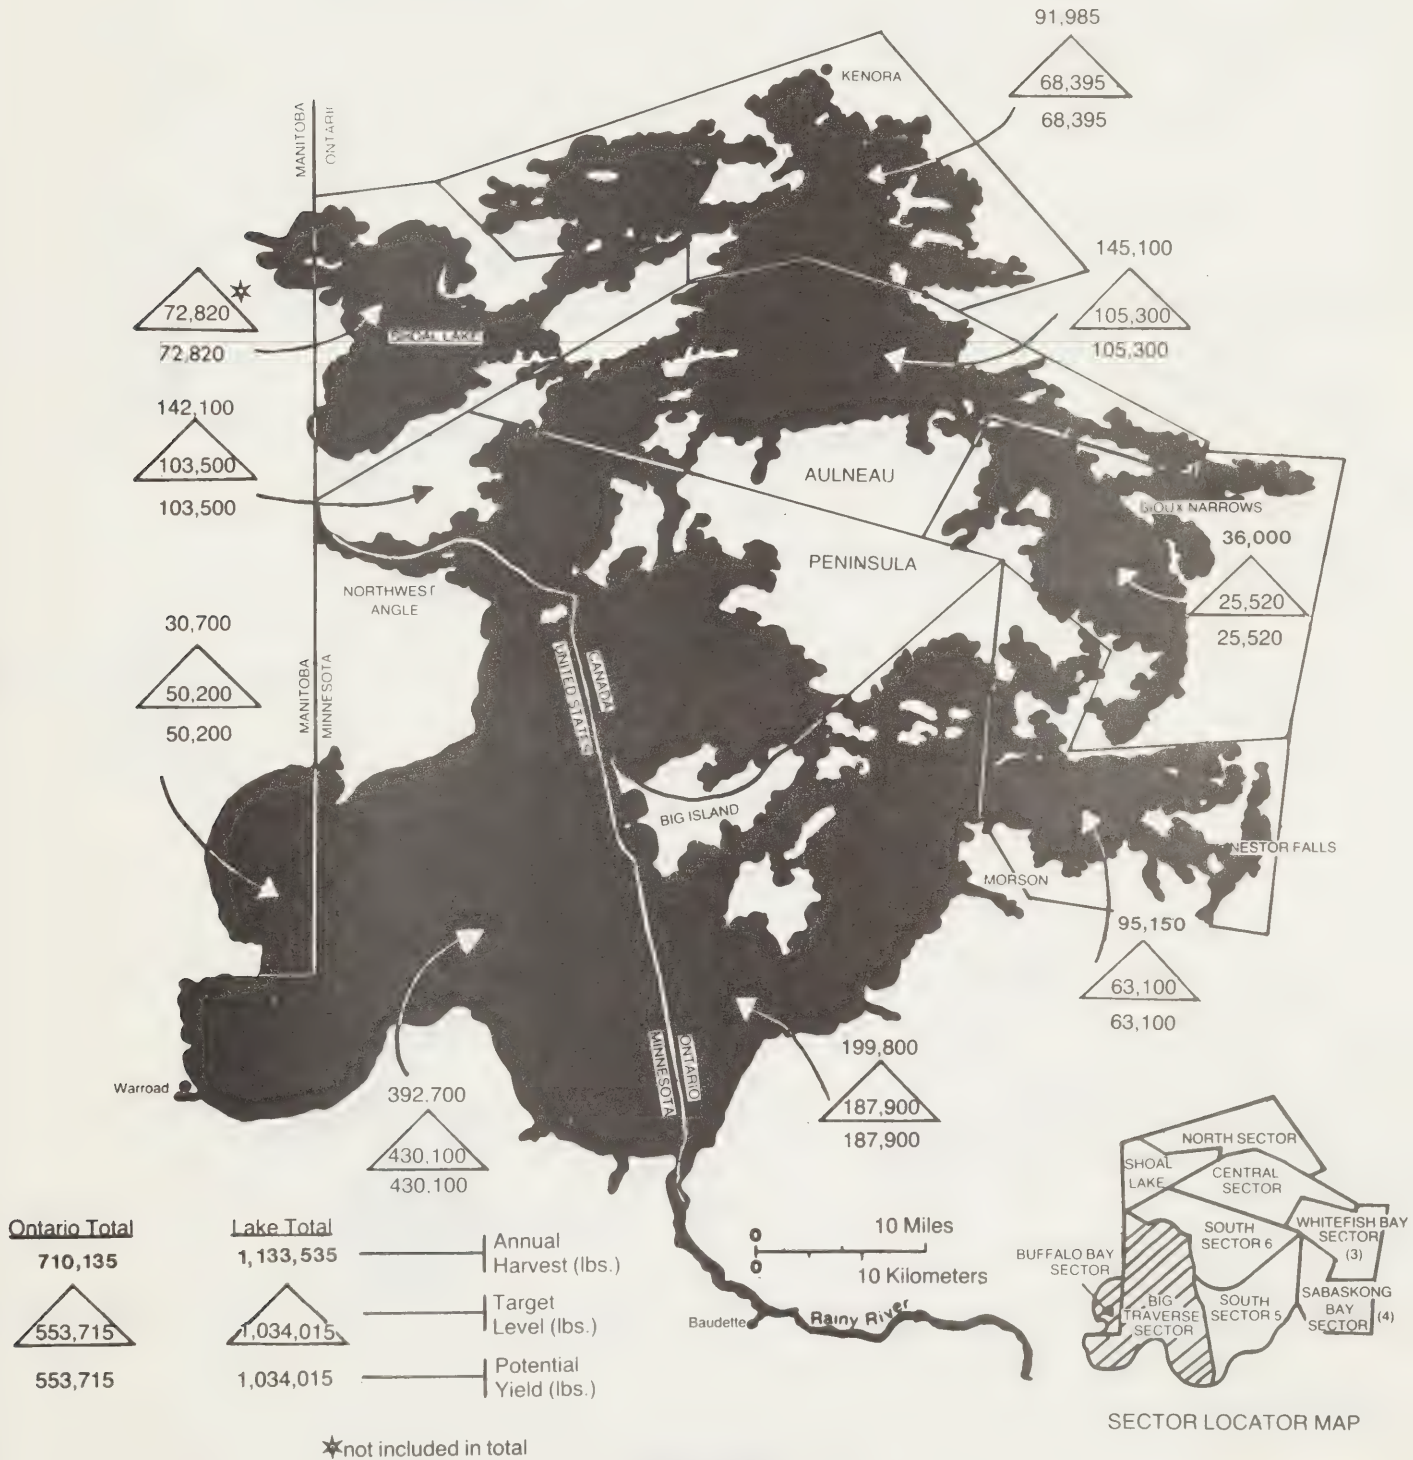 91,985
KENORA
68,395
68,395
MANITOBA
ONTARI
145,100
72,820
105,300
SHOAL LAKE
72,820
105,300
142,100
103,500
AULNEAU
103,500
SIOUX NARROWS
36,000
PENINSULA
NORTHWEST
ANGLE
25,520
30,700
25,520
CANADA
UNITED STATES
MANITOBA
MINNESOTA
50,200
50,200
BIG ISLAND
NESTOR FALLS
MORSON
95,150
63,100
63,100
ONTARIO
MINNESOTA
199,800
Warroad
392.700
187,900
187,900
430.100
430.100
NORTH SECTOR
SHOAL
LAKE
CENTRAL
SECTOR
WHITEFISH BAY
SECTOR
(3)
SOUTH
SECTOR 6
BUFFALO BAY
SECTOR
SABASKONG
BAY
SECTOR (4)
SOUTH
SECTOR 5
BIG
TRAVERSE
SECTOR
SECTOR LOCATOR MAP
0 10 Miles
0 10 Kilometers
Baudette
Rainy River
Ontario Total
Lake Total
710,135
1,133,535
Annual
Harvest (lbs.)
553,715
1,034,015
Target
Level (lbs.)
553,715
1,034,015
Potential
Yield (lbs.)
✡not included in total